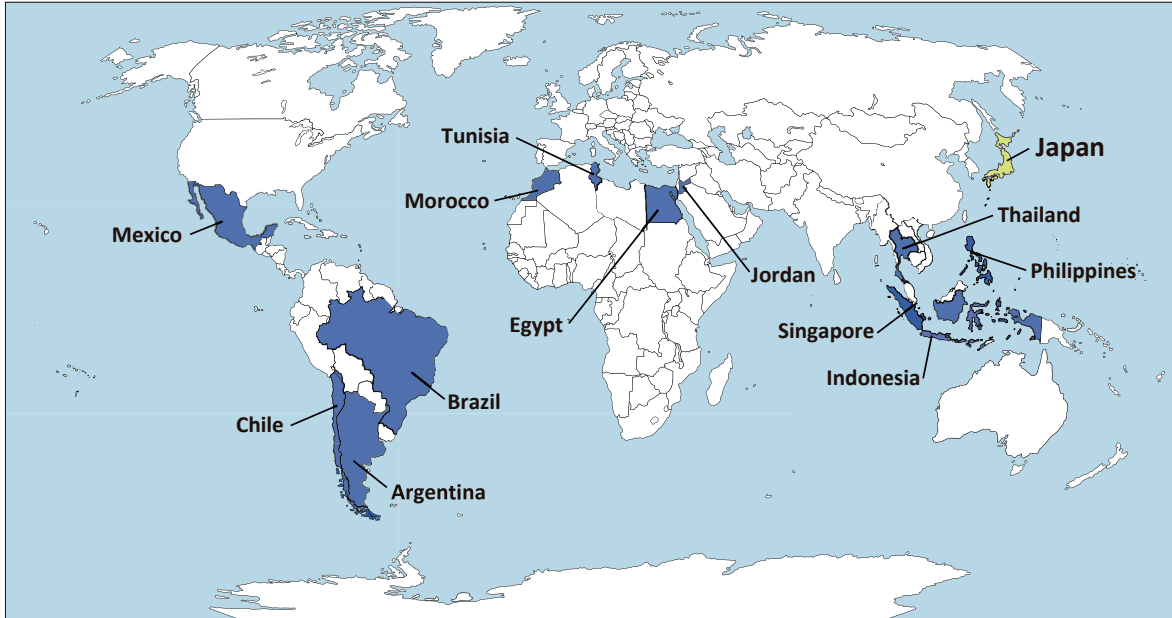 Tunisia
Japan
Morocco
Thailand
Mexico
Jordan
Philippines
Egypt
Singapore
Indonesia
Brazil
Chile
Argentina